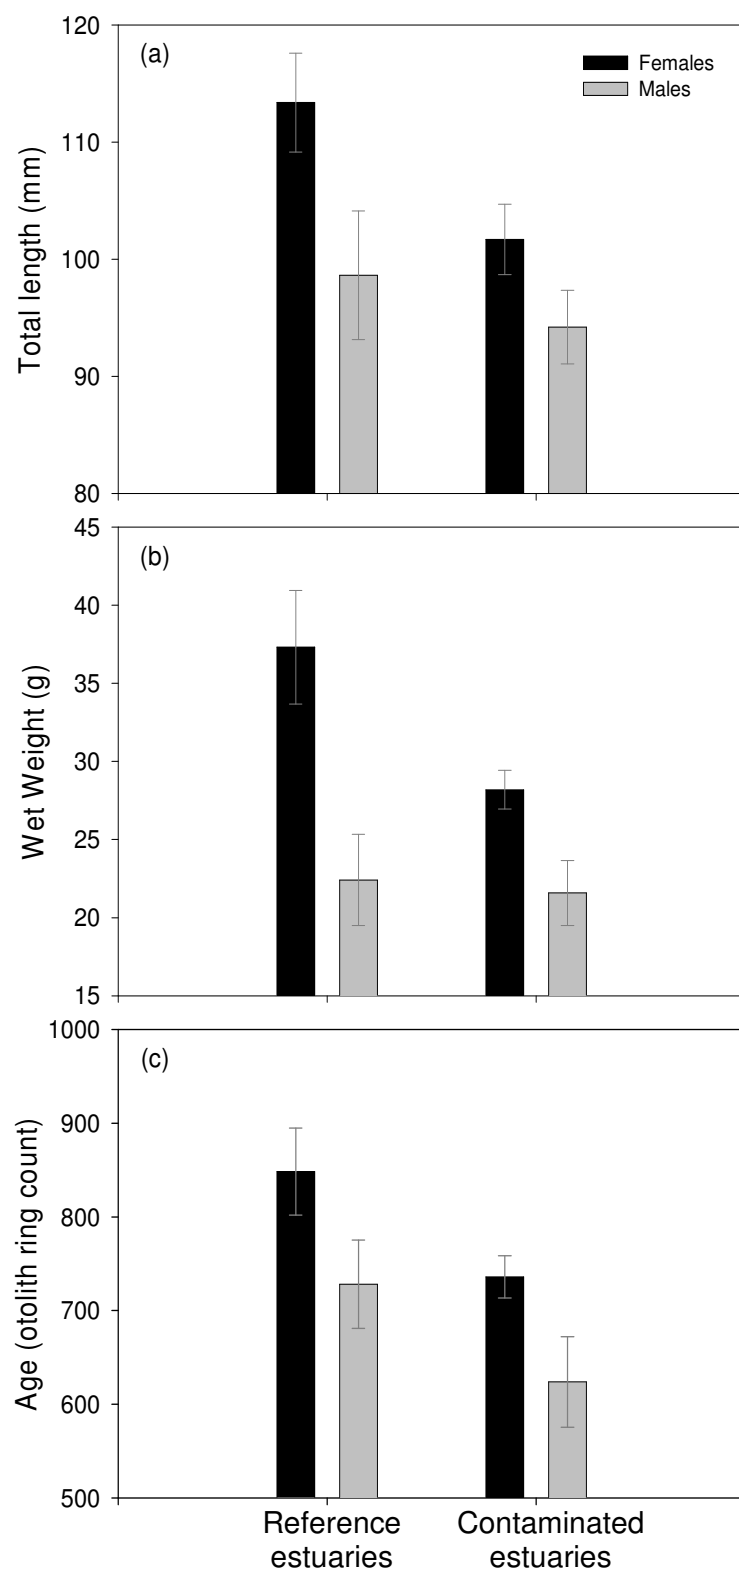 120
(a)
Females
Males
110
100
90
80
Total length (mm)
45
(b)
40
35
30
25
20
15
Wet Weight (g)
1000
(c)
900
800
700
600
500
Age (otolith ring count)
Reference
estuaries
Contaminated
estuaries